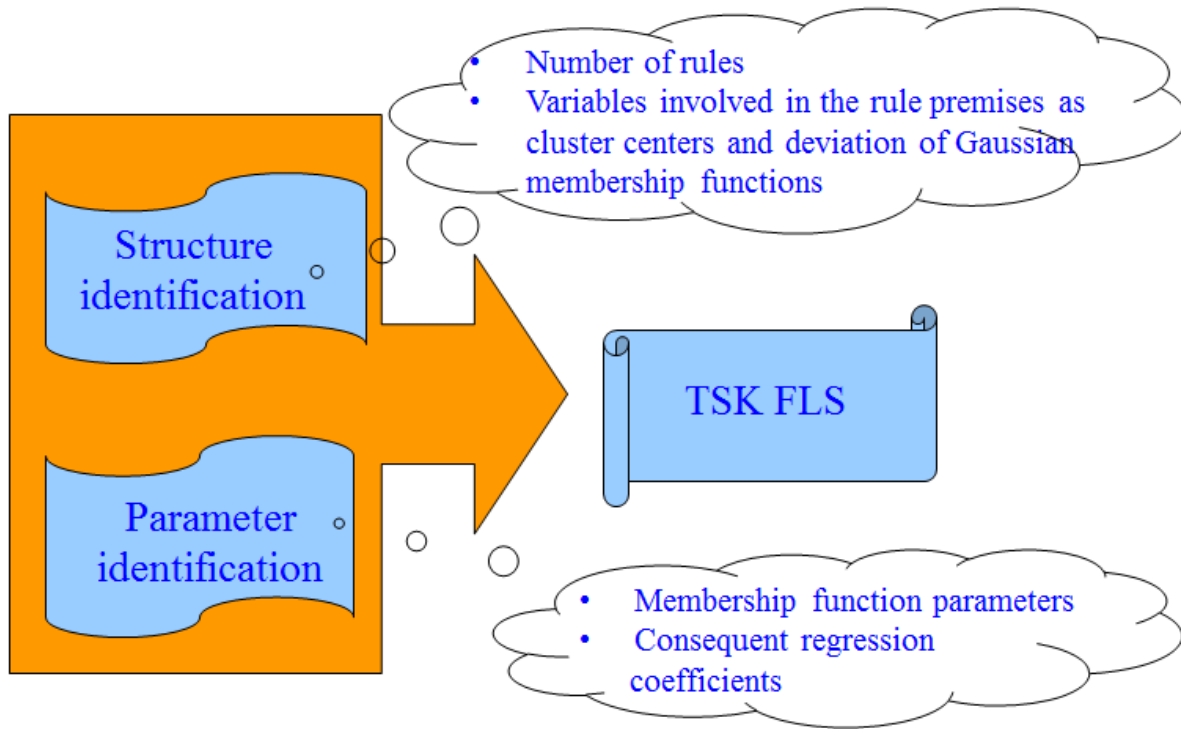 • Number of rules
• Variables involved in the rule premises as
cluster centers and deviation of Gaussian
membership functions
Structure
identification
TSK FLS
Parameter
identification
• Membership function parameters
• Consequent regression
coefficients